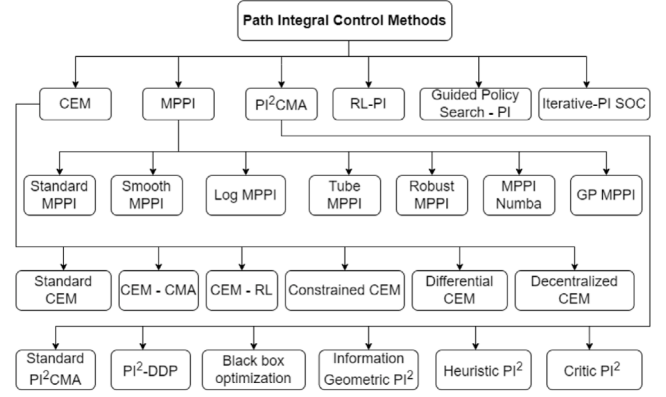 Path Integral Control Methods
CEM
MPPI
PI²CMA
RL-PI
Guided Policy
Search - PI
Iterative-PI SOC
Standard
MPPI
Smooth
MPPI
Log MPPI
Tube
MPPI
Robust
MPPI
MPPI
Numba
GP MPPI
Standard
CEM
CEM - CMA
CEM - RL
Constrained CEM
Differential
CEM
Decentralized
CEM
Standard
PI²CMA
PI²-DDP
Black box
optimization
Information
Geometric PI²
Heuristic PI²
Critic PI²